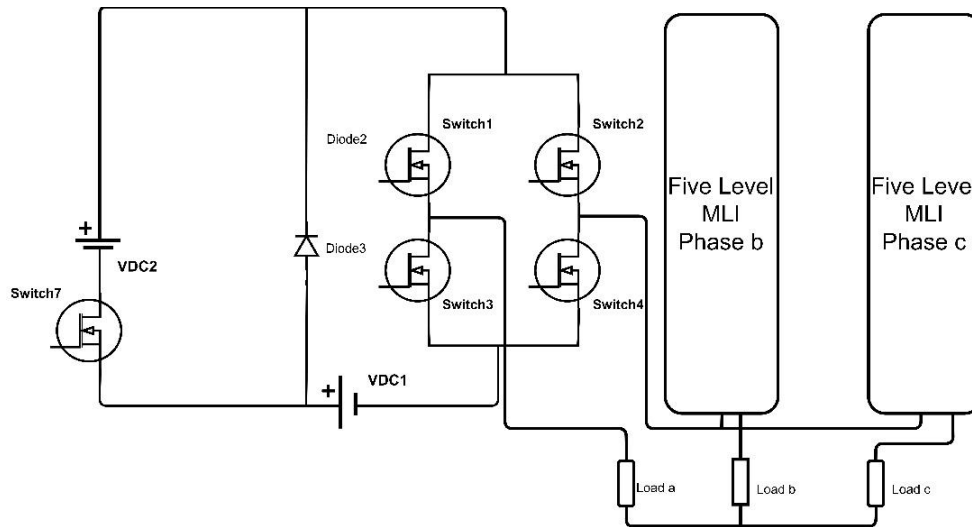 Switch1
Switch2
Diode2
Five Level
MLI
Phase b
Five Level
MLI
Phase c
+
VDC2
Diode3
Switch7
Switch3
Switch4
+
VDC1
Load a
Load b
Load c